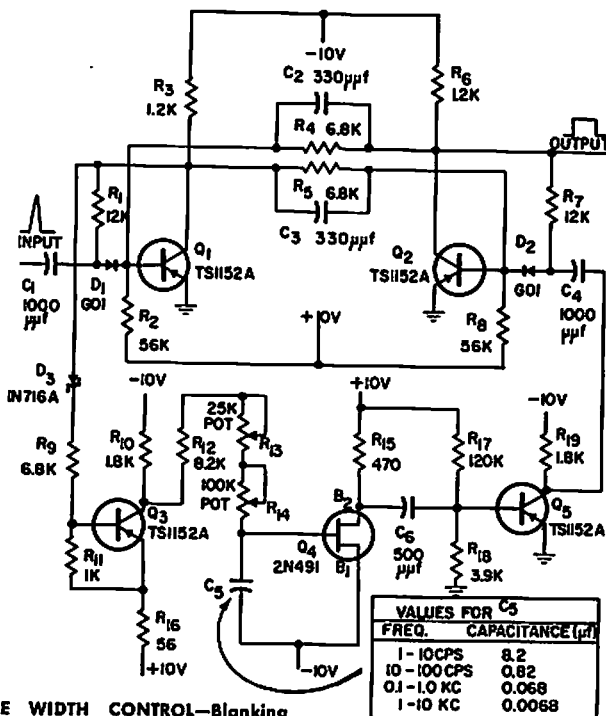 -10V
C2 330μμf
R3
1.2K
R6
1.2K
R4 6.8K
OUTPUT
R5 6.8K
R1
12K
R7
12K
INPUT
C3 330μμf
Q1
TS1152A
Q2
TS1152A
D2
G01
C1
1000
μμf
D1
G01
C4
1000
μμf
R2
56K
+10V
R8
56K
D3
1N716A
-10V
25K
POT
R13
+10V
-10V
R9
6.8K
R10
1.8K
R12
8.2K
100K
POT
R14
R15
470
R17
120K
R19
1.8K
Q3
TS1152A
B2
Q4
2N491
B1
C6
500
μμf
Q5
TS1152A
R11
1K
C5
R18
3.9K
R16
56
+10V
-10V
VALUES FOR C5
FREQ. CAPACITANCE (μf)
1-10CPS 8.2
10-100CPS 0.82
0.1-1.0 KC 0.068
1-10 KC 0.0068
E WIDTH CONTROL—Blanking